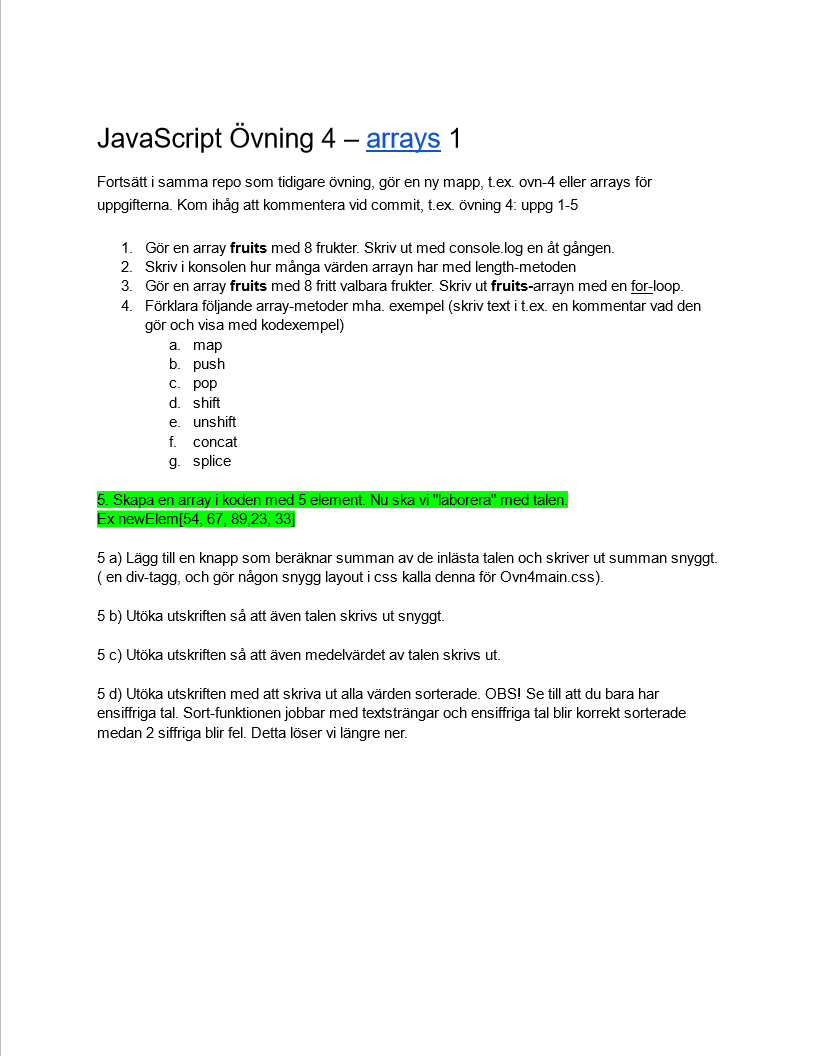 JavaScript Övning 4 – arrays 1
Fortsätt i samma repo som tidigare övning, gör en ny mapp, t.ex. ovn-4 eller arrays för
uppgifterna. Kom ihåg att kommentera vid commit, t.ex. övning 4: uppg 1-5
1. Gör en array fruits med 8 frukter. Skriv ut med console.log en åt gången.
2. Skriv i konsolen hur många värden arrayn har med length-metoden
3. Gör en array fruits med 8 fritt valbara frukter. Skriv ut fruits-arrayn med en for-loop.
4. Förklara följande array-metoder mha. exempel (skriv text i t.ex. en kommentar vad den
gör och visa med kodexempel)
a. map
b. push
c. pop
d. shift
e. unshift
f. concat
g. splice
5. Skapa en array i koden med 5 element. Nu ska vi "laborera" med talen.
Ex newElem[54, 67, 89,23, 33]
5 a) Lägg till en knapp som beräknar summan av de inlästa talen och skriver ut summan snyggt.
( en div-tagg, och gör någon snygg layout i css kalla denna för Ovn4main.css).
5 b) Utöka utskriften så att även talen skrivs ut snyggt.
5 c) Utöka utskriften så att även medelvärdet av talen skrivs ut.
5 d) Utöka utskriften med att skriva ut alla värden sorterade. OBS! Se till att du bara har
ensiffriga tal. Sort-funktionen jobbar med textsträngar och ensiffriga tal blir korrekt sorterade
medan 2 siffriga blir fel. Detta löser vi längre ner.